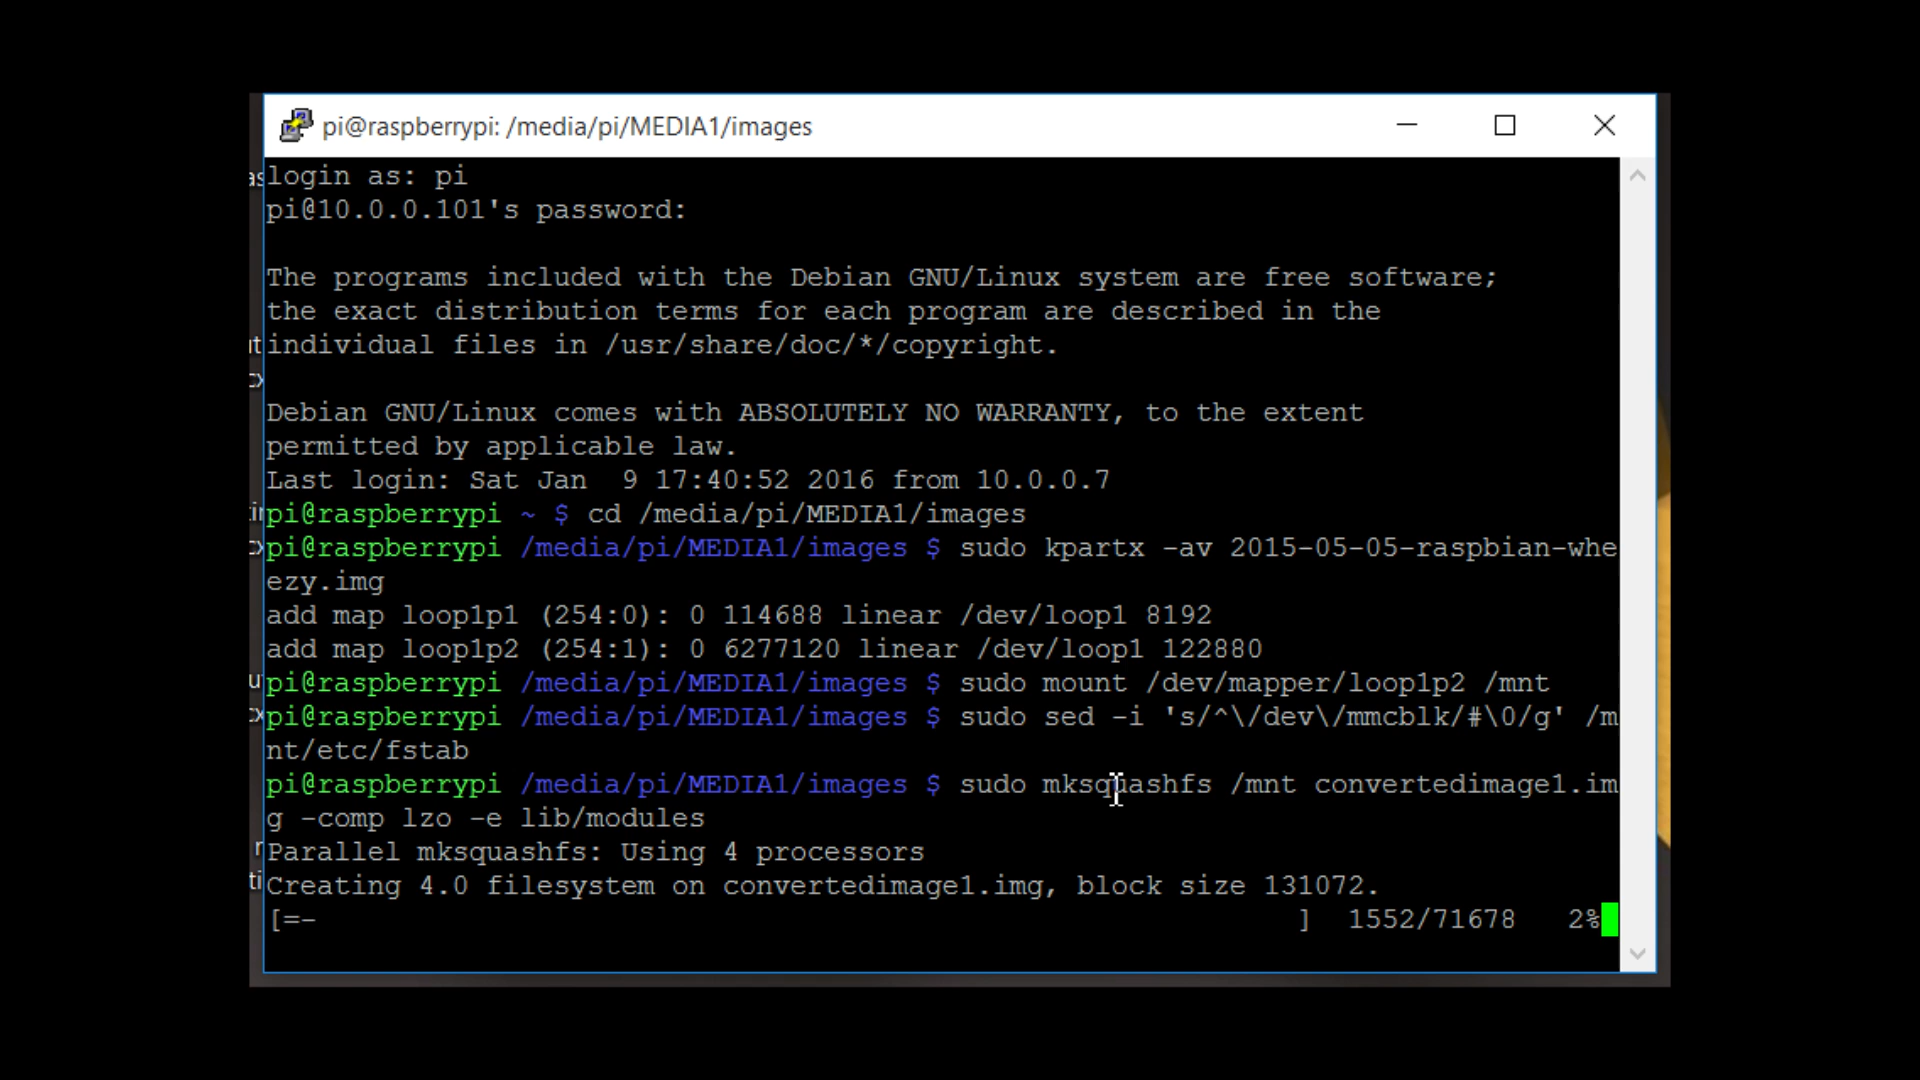 pi@raspberrypi: /media/pi/MEDIA1/images
login as: pi
pi@10.0.0.101's password:
The programs included with the Debian GNU/Linux system are free software;
the exact distribution terms for each program are described in the
individual files in /usr/share/doc/*/copyright.
Debian GNU/Linux comes with ABSOLUTELY NO WARRANTY, to the extent
permitted by applicable law.
Last login: Sat Jan  9 17:40:52 2016 from 10.0.0.7
pi@raspberrypi ~ $ cd /media/pi/MEDIA1/images
pi@raspberrypi /media/pi/MEDIA1/images $ sudo kpartx -av 2015-05-05-raspbian-whe
ezy.img
add map loop1p1 (254:0): 0 114688 linear /dev/loop1 8192
add map loop1p2 (254:1): 0 6277120 linear /dev/loop1 122880
pi@raspberrypi /media/pi/MEDIA1/images $ sudo mount /dev/mapper/loop1p2 /mnt
pi@raspberrypi /media/pi/MEDIA1/images $ sudo sed -i 's/^\/dev\/mmcblk/#\0/g' /m
nt/etc/fstab
pi@raspberrypi /media/pi/MEDIA1/images $ sudo mksquashfs /mnt convertedimage1.im
g -comp lzo -e lib/modules
Parallel mksquashfs: Using 4 processors
Creating 4.0 filesystem on convertedimage1.img, block size 131072.
[=-                                                          ]  1552/71678   2%